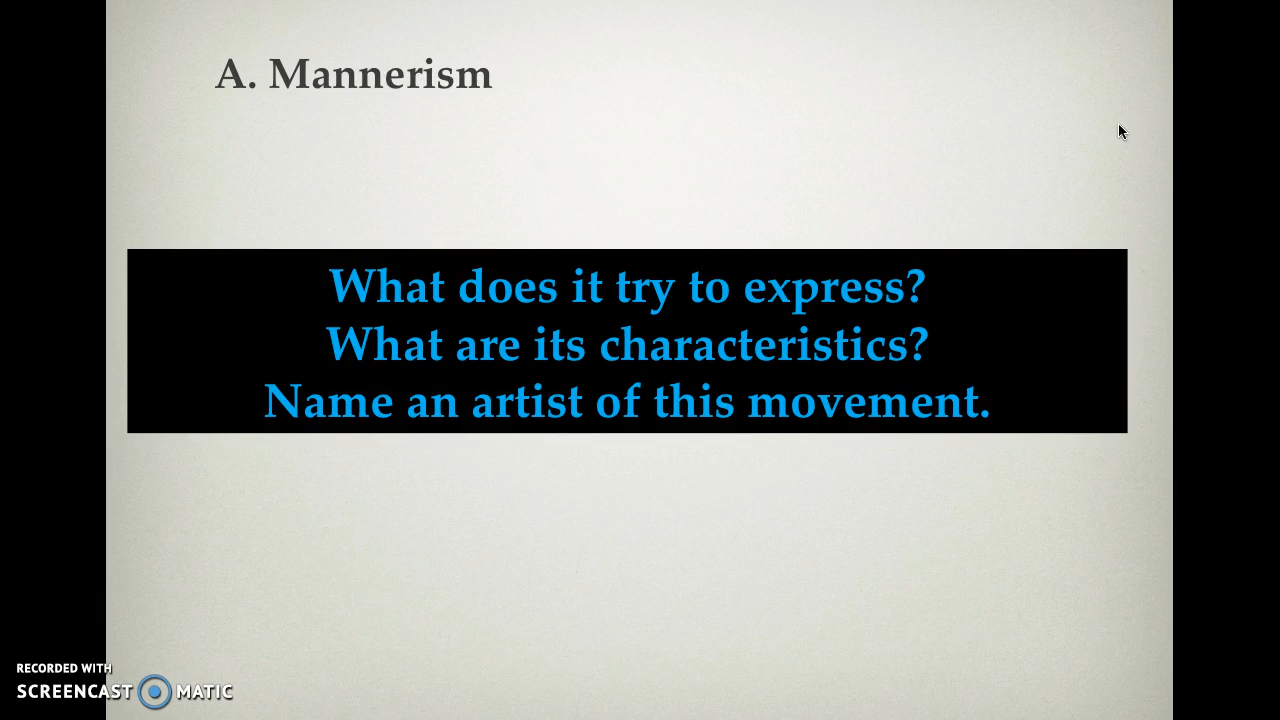 A. Mannerism
What does it try to express?
What are its characteristics?
Name an artist of this movement.
RECORDED WITH
SCREENCAST MATIC